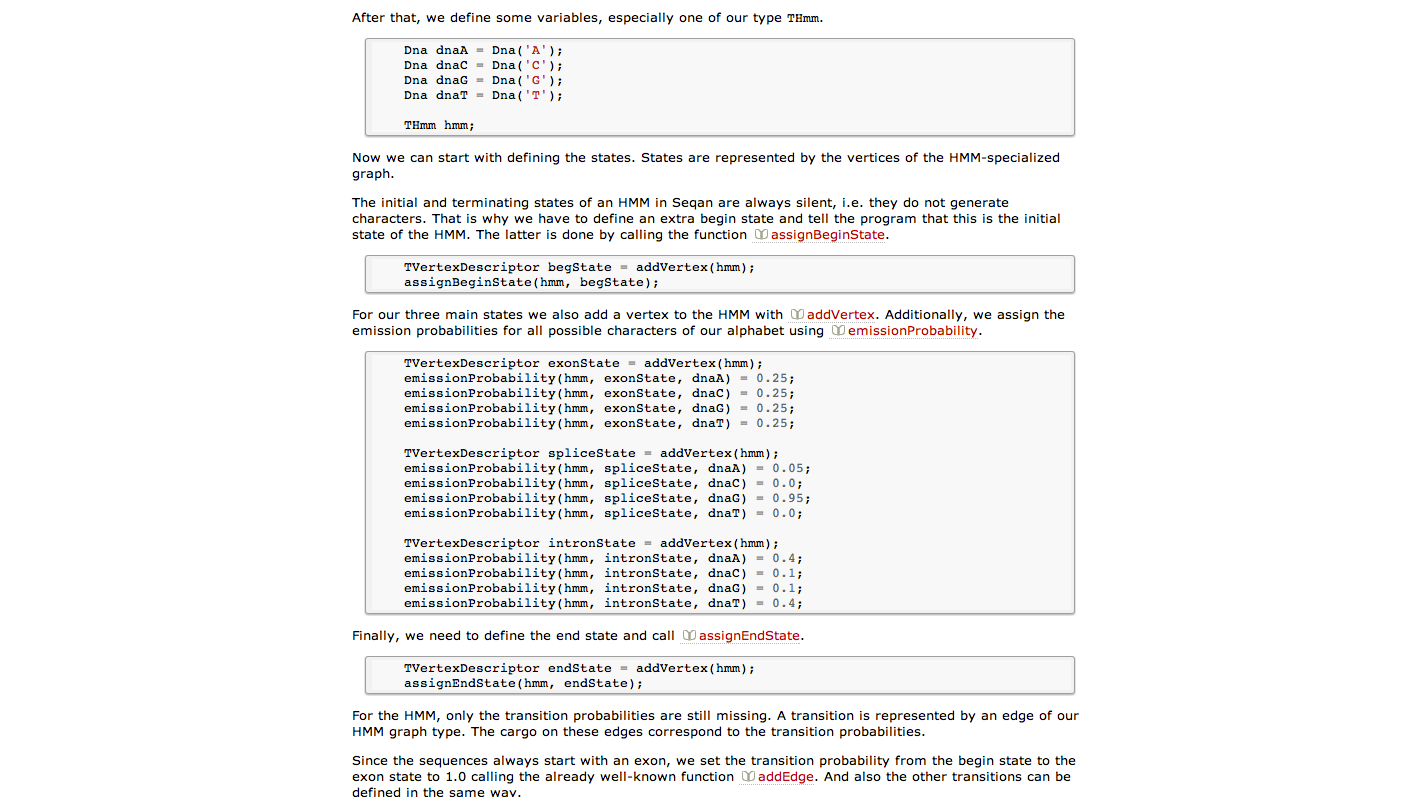 After that, we define some variables, especially one of our type THmm.
Dna dnaA = Dna('A');
Dna dnaC = Dna('C');
Dna dnaG = Dna('G');
Dna dnaT = Dna('T');
THmm hmm;
Now we can start with defining the states. States are represented by the vertices of the HMM-specialized
graph.
The initial and terminating states of an HMM in Seqan are always silent, i.e. they do not generate
characters. That is why we have to define an extra begin state and tell the program that this is the initial
state of the HMM. The latter is done by calling the function assignBeginState.
TVertexDescriptor begState = addVertex(hmm);
assignBeginState(hmm, begState);
For our three main states we also add a vertex to the HMM with addVertex. Additionally, we assign the
emission probabilities for all possible characters of our alphabet using emissionProbability.
TVertexDescriptor exonState = addVertex(hmm);
emissionProbability(hmm, exonState, dnaA) = 0.25;
emissionProbability(hmm, exonState, dnaC) = 0.25;
emissionProbability(hmm, exonState, dnaG) = 0.25;
emissionProbability(hmm, exonState, dnaT) = 0.25;
TVertexDescriptor spliceState = addVertex(hmm);
emissionProbability(hmm, spliceState, dnaA) = 0.05;
emissionProbability(hmm, spliceState, dnaC) = 0.0;
emissionProbability(hmm, spliceState, dnaG) = 0.95;
emissionProbability(hmm, spliceState, dnaT) = 0.0;
TVertexDescriptor intronState = addVertex(hmm);
emissionProbability(hmm, intronState, dnaA) = 0.4;
emissionProbability(hmm, intronState, dnaC) = 0.1;
emissionProbability(hmm, intronState, dnaG) = 0.1;
emissionProbability(hmm, intronState, dnaT) = 0.4;
Finally, we need to define the end state and call assignEndState.
TVertexDescriptor endState = addVertex(hmm);
assignEndState(hmm, endState);
For the HMM, only the transition probabilities are still missing. A transition is represented by an edge of our
HMM graph type. The cargo on these edges correspond to the transition probabilities.
Since the sequences always start with an exon, we set the transition probability from the begin state to the
exon state to 1.0 calling the already well-known function addEdge. And also the other transitions can be
defined in the same way.